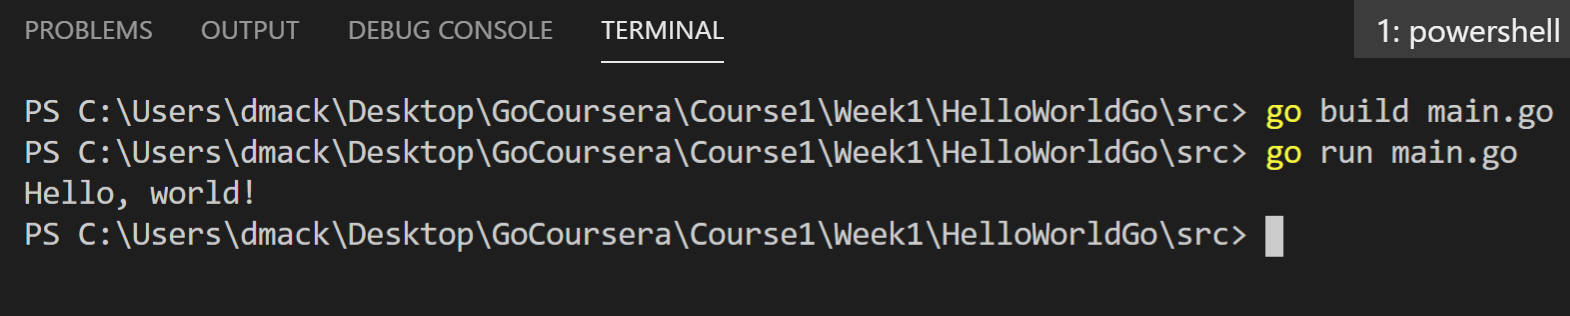 PROBLEMS OUTPUT DEBUG CONSOLE TERMINAL 1: powershell
PS C:\Users\dmack\Desktop\GoCoursera\Course1\Week1\HelloWorldGo\src> go build main.go
PS C:\Users\dmack\Desktop\GoCoursera\Course1\Week1\HelloWorldGo\src> go run main.go
Hello, world!
PS C:\Users\dmack\Desktop\GoCoursera\Course1\Week1\HelloWorldGo\src>